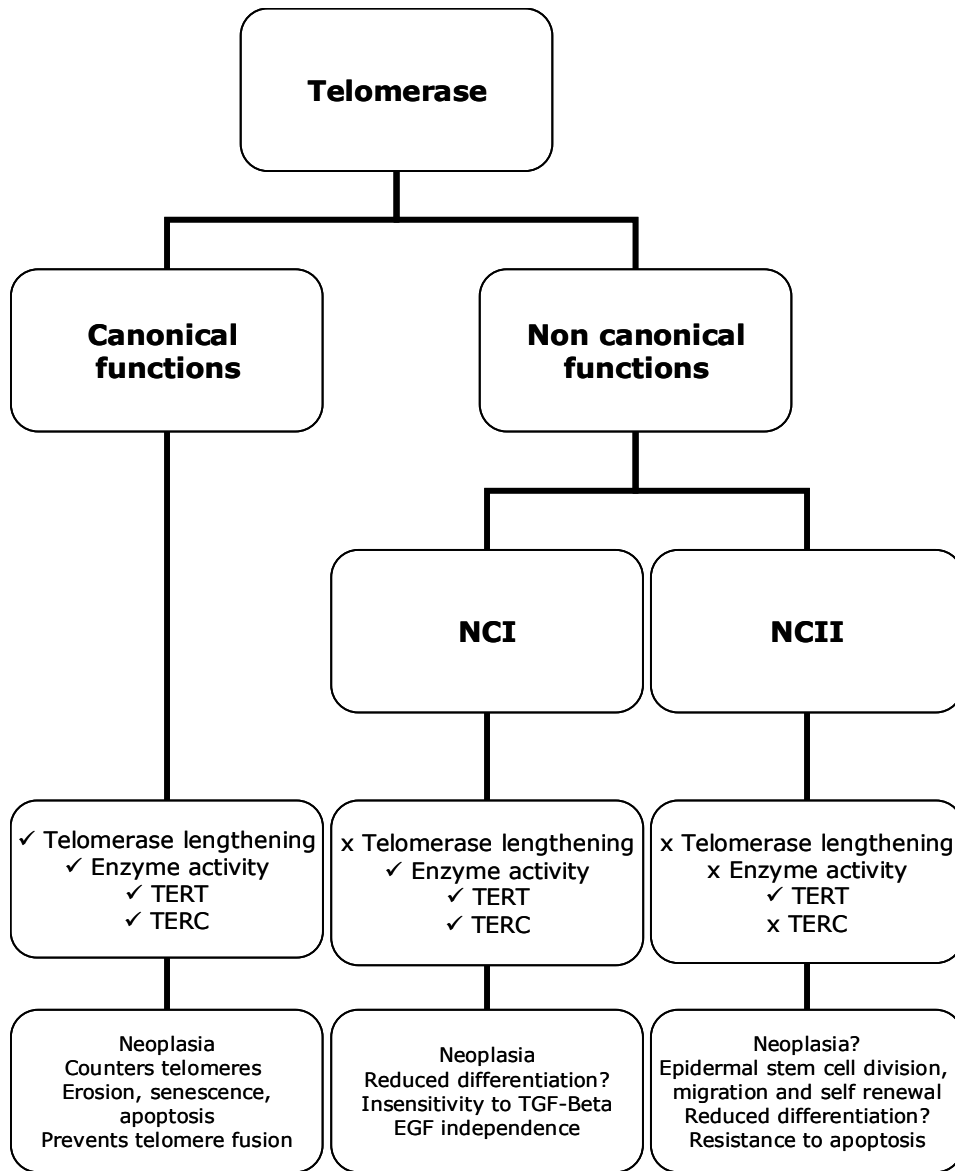 Telomerase
Canonical
functions
Non canonical
functions
NCI
NCII
✓ Telomerase lengthening
✓ Enzyme activity
✓ TERT
✓ TERC
x Telomerase lengthening
✓ Enzyme activity
✓ TERT
✓ TERC
x Telomerase lengthening
x Enzyme activity
✓ TERT
x TERC
Neoplasia
Counters telomeres
Erosion, senescence,
apoptosis
Prevents telomere fusion
Neoplasia
Reduced differentiation?
Insensitivity to TGF-Beta
EGF independence
Neoplasia?
Epidermal stem cell division,
migration and self renewal
Reduced differentiation?
Resistance to apoptosis